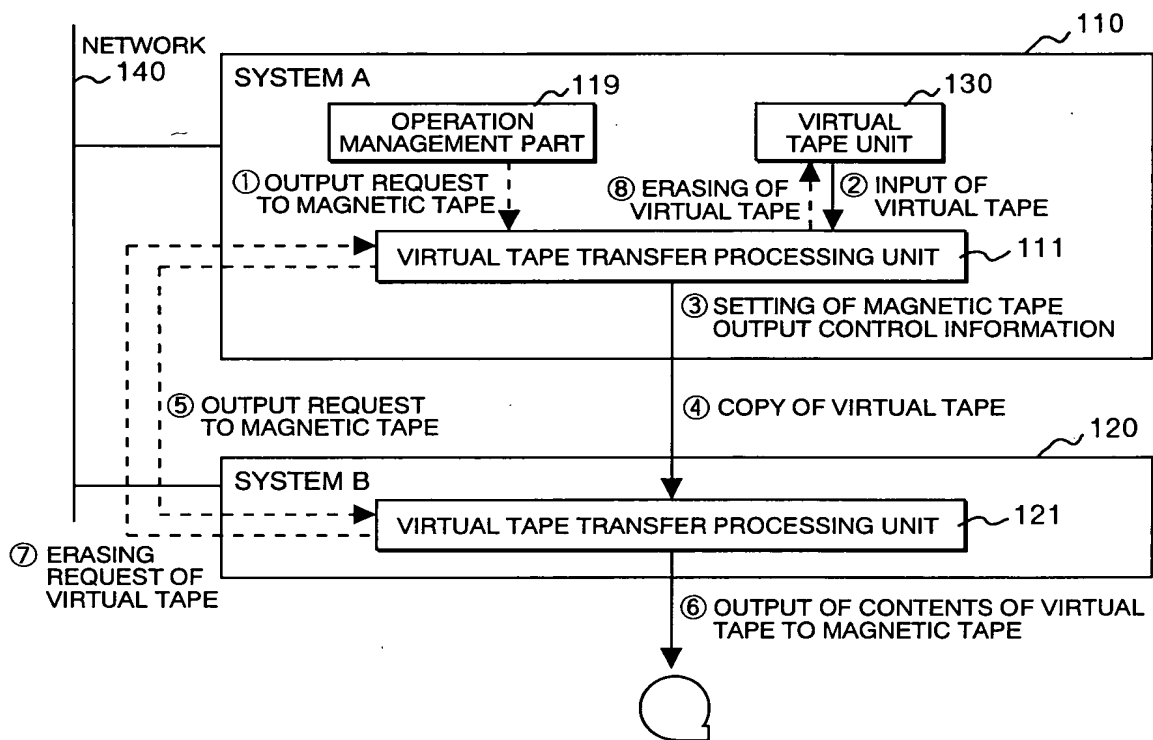 NETWORK
140
110
SYSTEM A
119
130
OPERATION
MANAGEMENT PART
VIRTUAL
TAPE UNIT
① OUTPUT REQUEST
TO MAGNETIC TAPE
⑧ ERASING OF
VIRTUAL TAPE
② INPUT OF
VIRTUAL TAPE
VIRTUAL TAPE TRANSFER PROCESSING UNIT
111
③ SETTING OF MAGNETIC TAPE
OUTPUT CONTROL INFORMATION
⑤ OUTPUT REQUEST
TO MAGNETIC TAPE
④ COPY OF VIRTUAL TAPE
120
SYSTEM B
VIRTUAL TAPE TRANSFER PROCESSING UNIT
121
⑦ ERASING
REQUEST OF
VIRTUAL TAPE
⑥ OUTPUT OF CONTENTS OF VIRTUAL
TAPE TO MAGNETIC TAPE